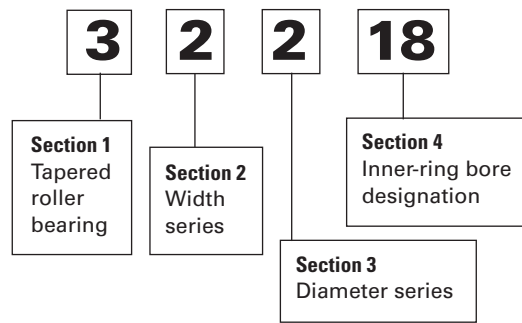 3 2 2 18
Section 1
Tapered
roller
bearing
Section 2
Width
series
Section 3
Diameter series
Section 4
Inner-ring bore
designation